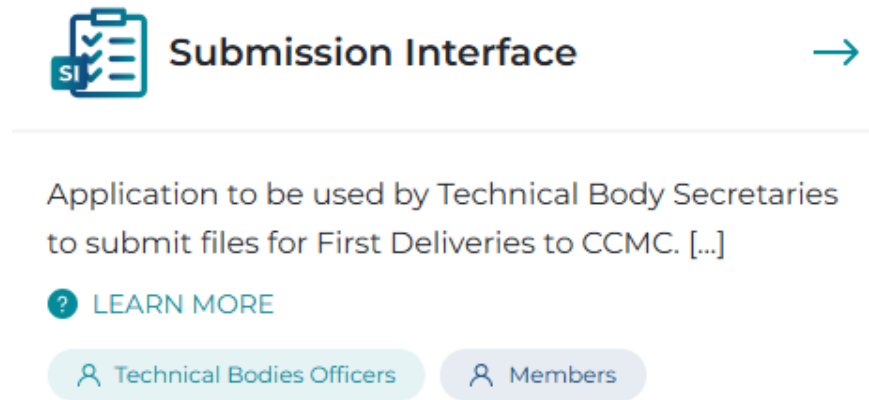 SI
Submission Interface
Application to be used by Technical Body Secretaries
to submit files for First Deliveries to CCMC. [...]
? LEARN MORE
Technical Bodies Officers
Members